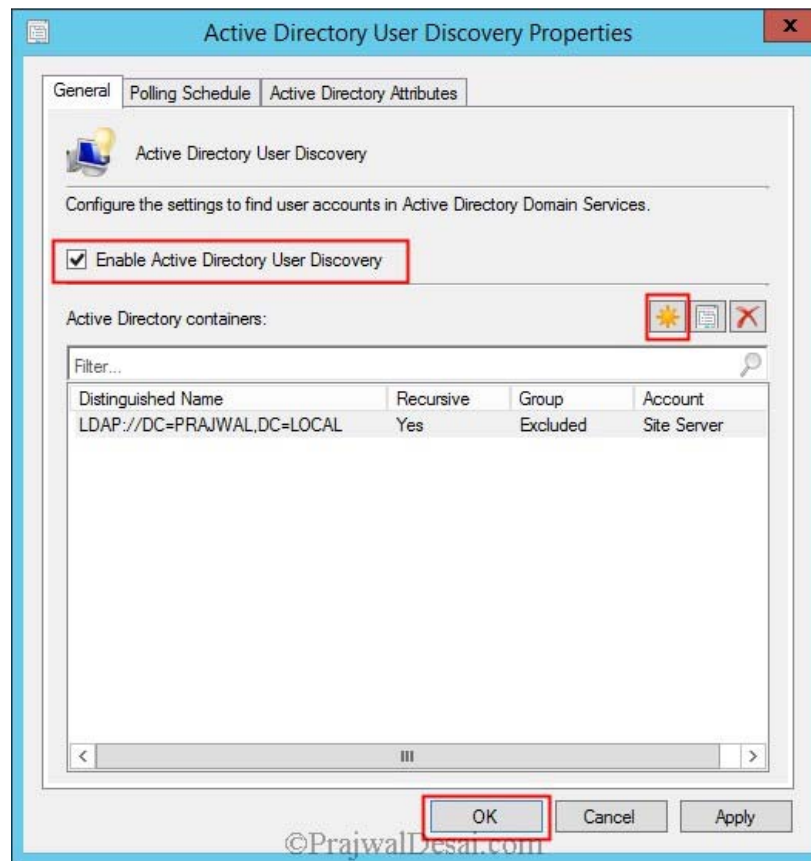 Active Directory User Discovery Properties
x
General Polling Schedule Active Directory Attributes
Active Directory User Discovery
Configure the settings to find user accounts in Active Directory Domain Services.
Enable Active Directory User Discovery
Active Directory containers:
Filter...
Distinguished Name Recursive Group Account
LDAP://DC=PRAJWAL,DC=LOCAL Yes Excluded Site Server
OK Cancel Apply
©PrajwalDesai.com